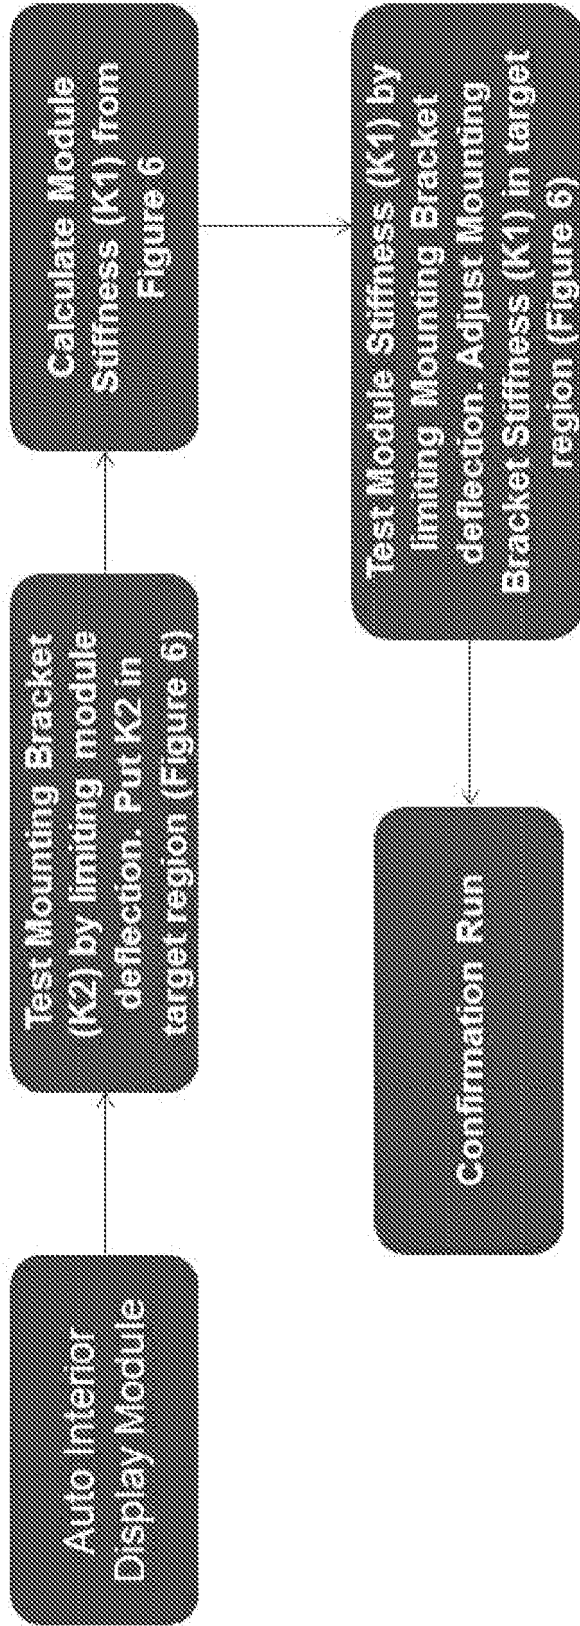 Auto Interior
Display Module
Test Mounting Bracket
(K2) by limiting module
deflection. Put K2 in
target region (Figure 6)
Calculate Module
Stiffness (K1) from
Figure 6
Test Module Stiffness (K1) by
limiting Mounting Bracket
deflection. Adjust Mounting
Bracket Stiffness (K1) in target
region (Figure 6)
Confirmation Run